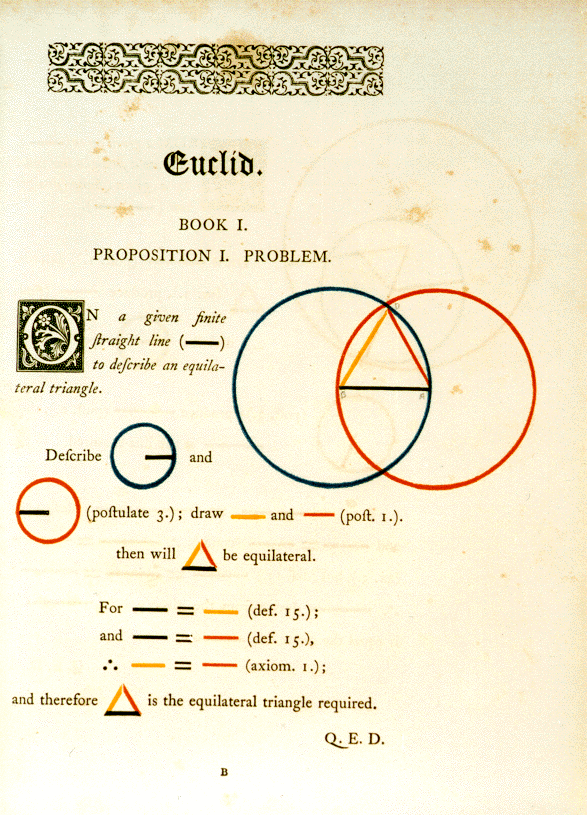 Euclid.
BOOK I.
PROPOSITION I. PROBLEM.
ON a given finite
ſtraight line ( )
to deſcribe an equila-
teral triangle.
Deſcribe and
(poſtulate 3.); draw and (poſt. 1.).
then will be equilateral.
For = (def. 15.);
and = (def. 15.),
∴ = (axiom. 1.);
and therefore is the equilateral triangle required.
Q. E. D.
B